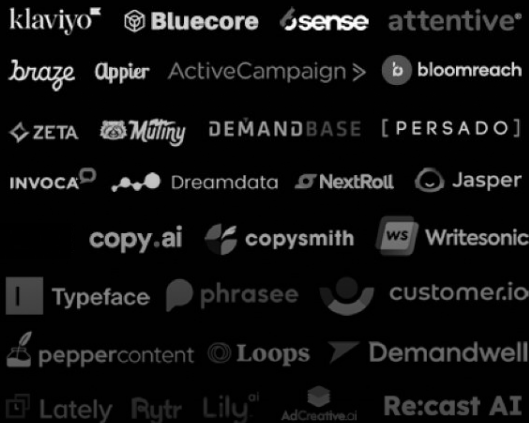 klaviyo Bluecore 6sense attentive
braze Appier ActiveCampaign bloomreach
ZETA Mutiny DEMANDBASE [PERSADO]
INVOCA Dreamdata NextRoll Jasper
copy.ai copysmith ws Writesonic
Typeface phrasee customer.io
peppercontent Loops Demandwell
Lately Rytr Lily ai AdCreative.ai Re:cast AI